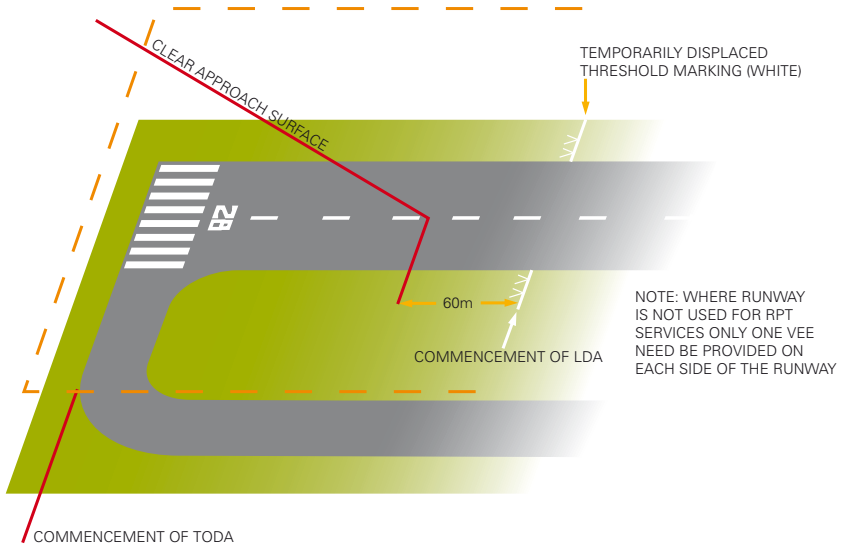 CLEAR APPROACH SURFACE
TEMPORARILY DISPLACED
THRESHOLD MARKING (WHITE)
28
60m
NOTE: WHERE RUNWAY
IS NOT USED FOR RPT
SERVICES ONLY ONE VEE
NEED BE PROVIDED ON
EACH SIDE OF THE RUNWAY
COMMENCEMENT OF LDA
COMMENCEMENT OF TODA